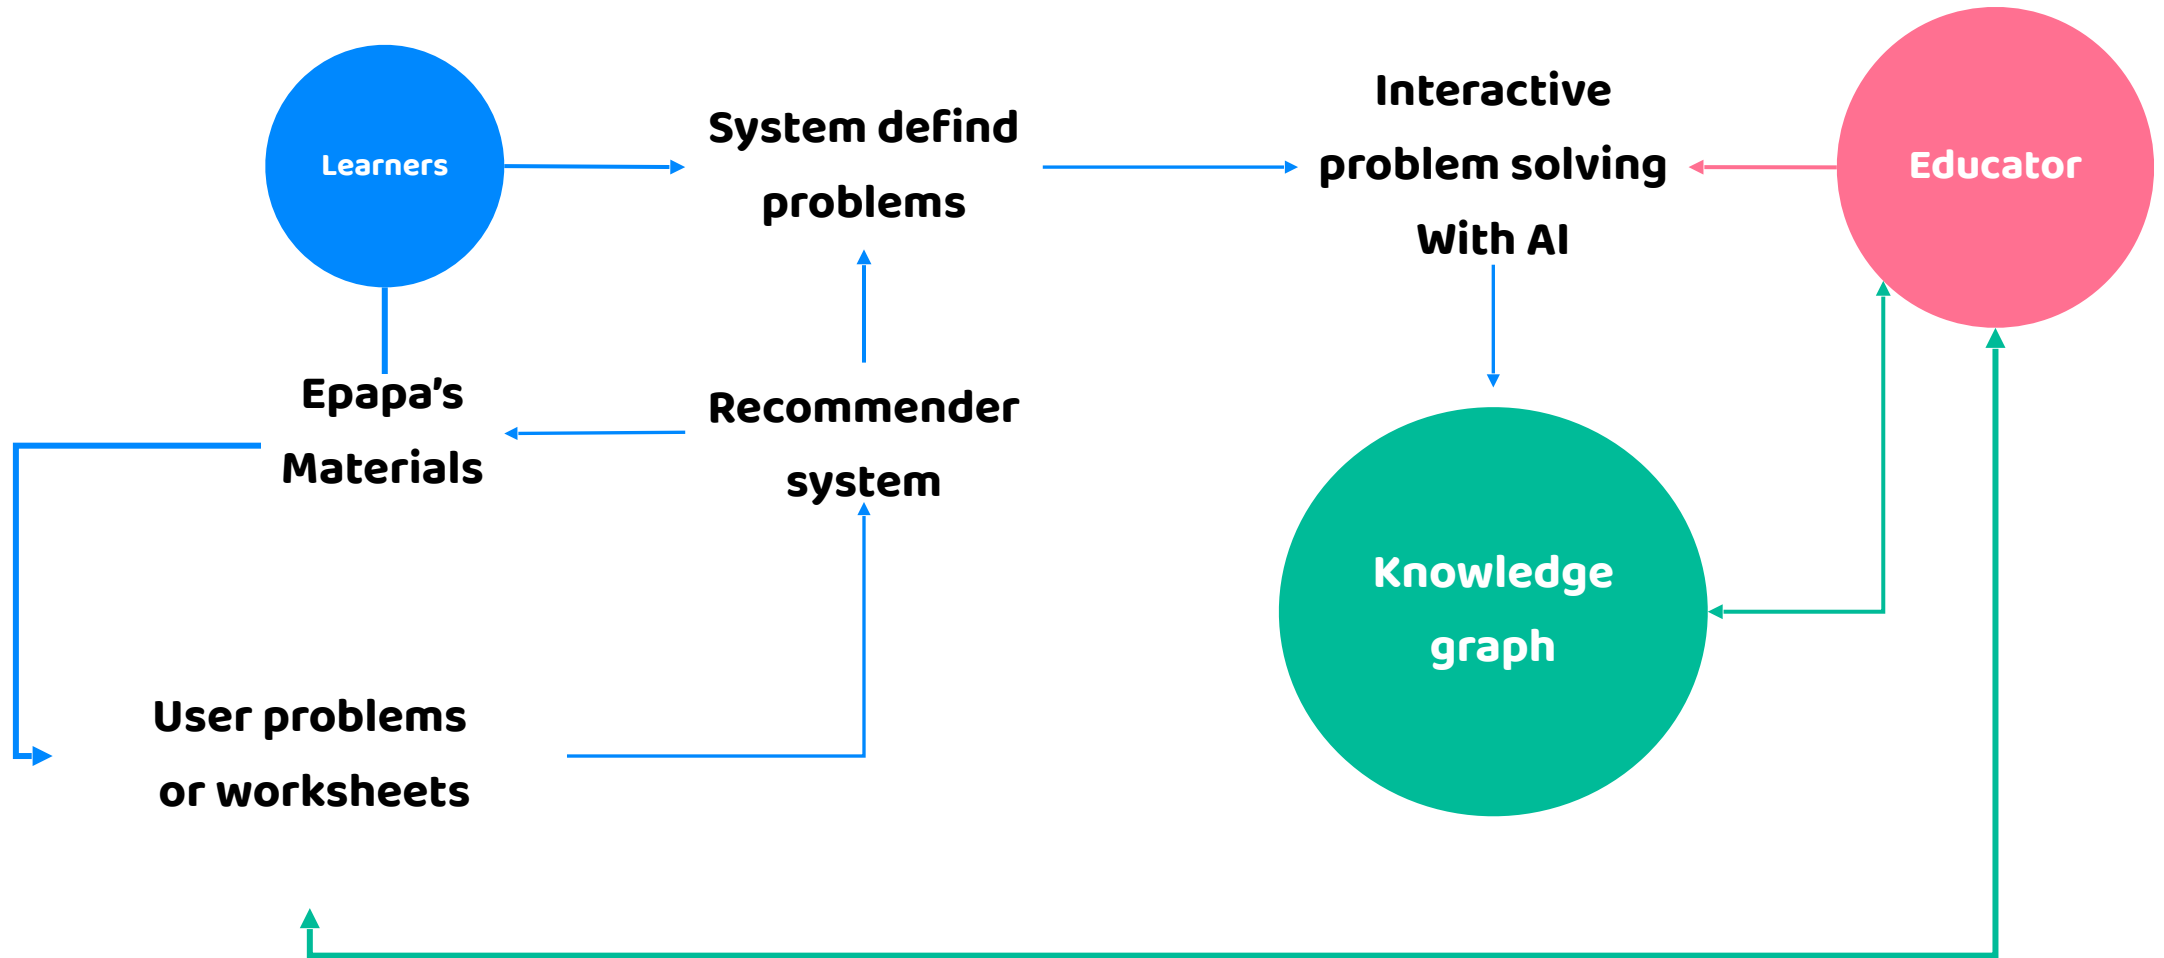 Learners
System defind
problems
Interactive
problem solving
With AI
Educator
Epapa's
Materials
Recommender
system
Knowledge
graph
User problems
or worksheets